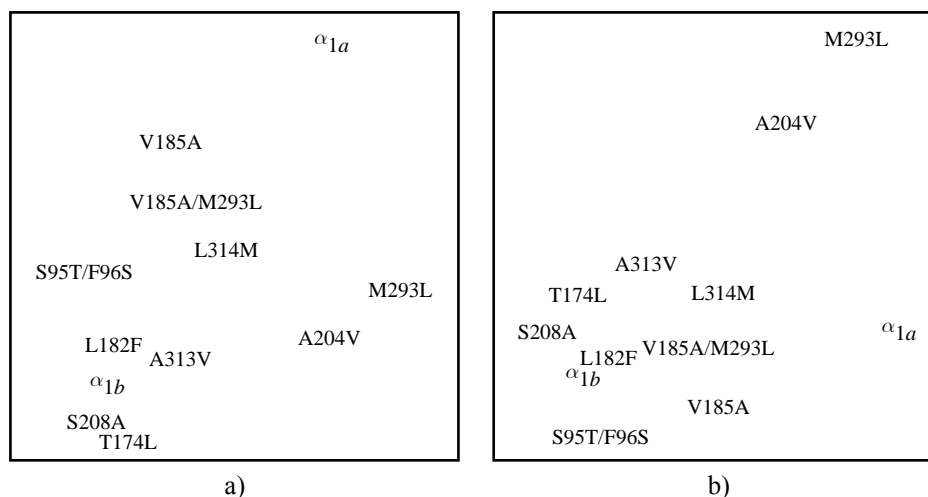 α1a
V185A
V185A/M293L
L314M
S95T/F96S
M293L
A204V
L182F
A313V
α1b
S208A
T174L
a)
M293L
A204V
A313V
T174L
L314M
S208A
α1a
V185A/M293L
L182F
α1b
V185A
S95T/F96S
b)